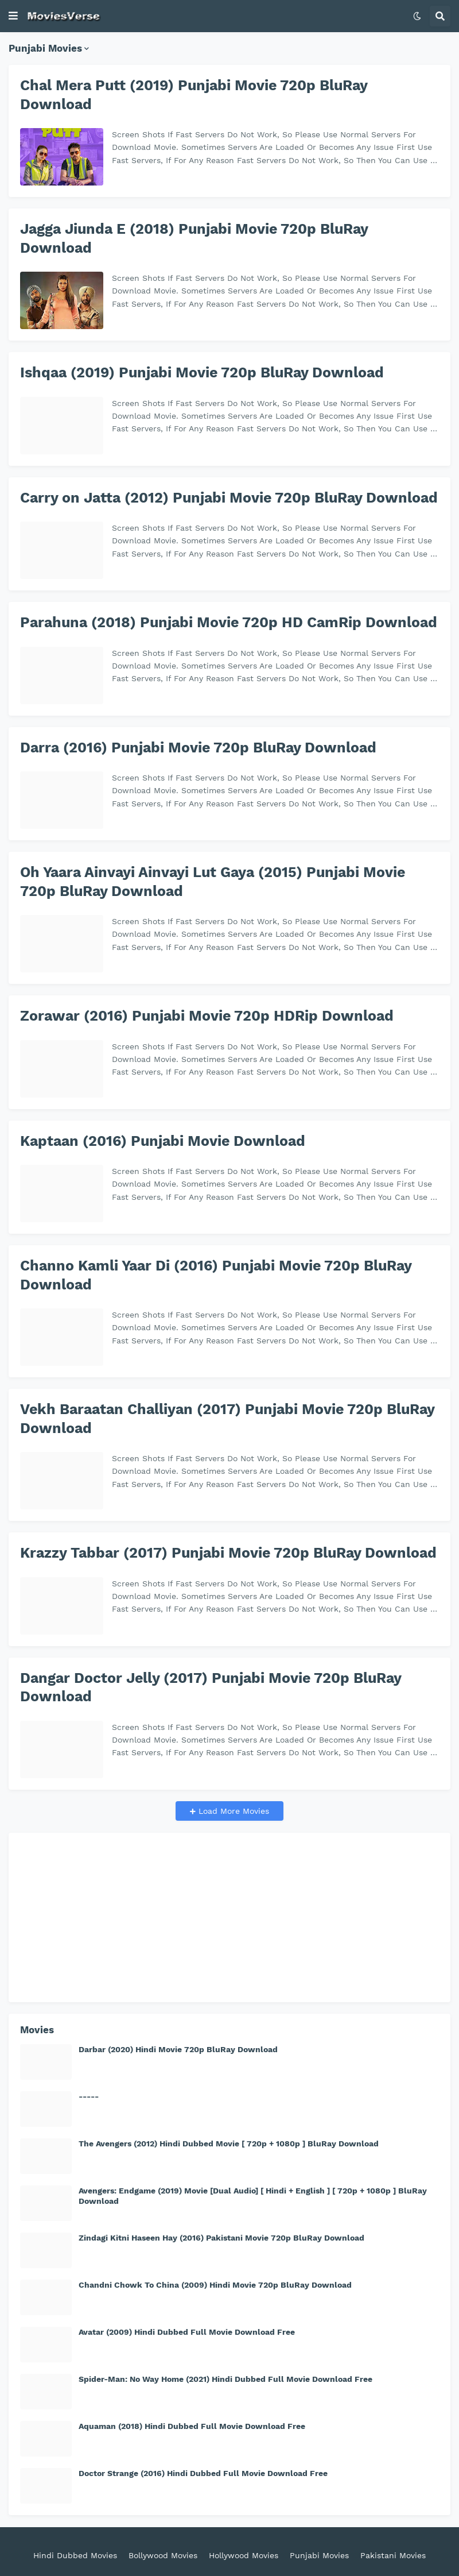 MoviesVerse
Punjabi Movies
Chal Mera Putt (2019) Punjabi Movie 720p BluRay
Download
PUTT
Screen Shots If Fast Servers Do Not Work, So Please Use Normal Servers For
Download Movie. Sometimes Servers Are Loaded Or Becomes Any Issue First Use
Fast Servers, If For Any Reason Fast Servers Do Not Work, So Then You Can Use …
Jagga Jiunda E (2018) Punjabi Movie 720p BluRay
Download
Screen Shots If Fast Servers Do Not Work, So Please Use Normal Servers For
Download Movie. Sometimes Servers Are Loaded Or Becomes Any Issue First Use
Fast Servers, If For Any Reason Fast Servers Do Not Work, So Then You Can Use …
Ishqaa (2019) Punjabi Movie 720p BluRay Download
Screen Shots If Fast Servers Do Not Work, So Please Use Normal Servers For
Download Movie. Sometimes Servers Are Loaded Or Becomes Any Issue First Use
Fast Servers, If For Any Reason Fast Servers Do Not Work, So Then You Can Use …
Carry on Jatta (2012) Punjabi Movie 720p BluRay Download
Screen Shots If Fast Servers Do Not Work, So Please Use Normal Servers For
Download Movie. Sometimes Servers Are Loaded Or Becomes Any Issue First Use
Fast Servers, If For Any Reason Fast Servers Do Not Work, So Then You Can Use …
Parahuna (2018) Punjabi Movie 720p HD CamRip Download
Screen Shots If Fast Servers Do Not Work, So Please Use Normal Servers For
Download Movie. Sometimes Servers Are Loaded Or Becomes Any Issue First Use
Fast Servers, If For Any Reason Fast Servers Do Not Work, So Then You Can Use …
Darra (2016) Punjabi Movie 720p BluRay Download
Screen Shots If Fast Servers Do Not Work, So Please Use Normal Servers For
Download Movie. Sometimes Servers Are Loaded Or Becomes Any Issue First Use
Fast Servers, If For Any Reason Fast Servers Do Not Work, So Then You Can Use …
Oh Yaara Ainvayi Ainvayi Lut Gaya (2015) Punjabi Movie
720p BluRay Download
Screen Shots If Fast Servers Do Not Work, So Please Use Normal Servers For
Download Movie. Sometimes Servers Are Loaded Or Becomes Any Issue First Use
Fast Servers, If For Any Reason Fast Servers Do Not Work, So Then You Can Use …
Zorawar (2016) Punjabi Movie 720p HDRip Download
Screen Shots If Fast Servers Do Not Work, So Please Use Normal Servers For
Download Movie. Sometimes Servers Are Loaded Or Becomes Any Issue First Use
Fast Servers, If For Any Reason Fast Servers Do Not Work, So Then You Can Use …
Kaptaan (2016) Punjabi Movie Download
Screen Shots If Fast Servers Do Not Work, So Please Use Normal Servers For
Download Movie. Sometimes Servers Are Loaded Or Becomes Any Issue First Use
Fast Servers, If For Any Reason Fast Servers Do Not Work, So Then You Can Use …
Channo Kamli Yaar Di (2016) Punjabi Movie 720p BluRay
Download
Screen Shots If Fast Servers Do Not Work, So Please Use Normal Servers For
Download Movie. Sometimes Servers Are Loaded Or Becomes Any Issue First Use
Fast Servers, If For Any Reason Fast Servers Do Not Work, So Then You Can Use …
Vekh Baraatan Challiyan (2017) Punjabi Movie 720p BluRay
Download
Screen Shots If Fast Servers Do Not Work, So Please Use Normal Servers For
Download Movie. Sometimes Servers Are Loaded Or Becomes Any Issue First Use
Fast Servers, If For Any Reason Fast Servers Do Not Work, So Then You Can Use …
Krazzy Tabbar (2017) Punjabi Movie 720p BluRay Download
Screen Shots If Fast Servers Do Not Work, So Please Use Normal Servers For
Download Movie. Sometimes Servers Are Loaded Or Becomes Any Issue First Use
Fast Servers, If For Any Reason Fast Servers Do Not Work, So Then You Can Use …
Dangar Doctor Jelly (2017) Punjabi Movie 720p BluRay
Download
Screen Shots If Fast Servers Do Not Work, So Please Use Normal Servers For
Download Movie. Sometimes Servers Are Loaded Or Becomes Any Issue First Use
Fast Servers, If For Any Reason Fast Servers Do Not Work, So Then You Can Use …
+ Load More Movies
Movies
Darbar (2020) Hindi Movie 720p BluRay Download
-----
The Avengers (2012) Hindi Dubbed Movie [ 720p + 1080p ] BluRay Download
Avengers: Endgame (2019) Movie [Dual Audio] [ Hindi + English ] [ 720p + 1080p ] BluRay
Download
Zindagi Kitni Haseen Hay (2016) Pakistani Movie 720p BluRay Download
Chandni Chowk To China (2009) Hindi Movie 720p BluRay Download
Avatar (2009) Hindi Dubbed Full Movie Download Free
Spider-Man: No Way Home (2021) Hindi Dubbed Full Movie Download Free
Aquaman (2018) Hindi Dubbed Full Movie Download Free
Doctor Strange (2016) Hindi Dubbed Full Movie Download Free
Hindi Dubbed Movies Bollywood Movies Hollywood Movies Punjabi Movies Pakistani Movies